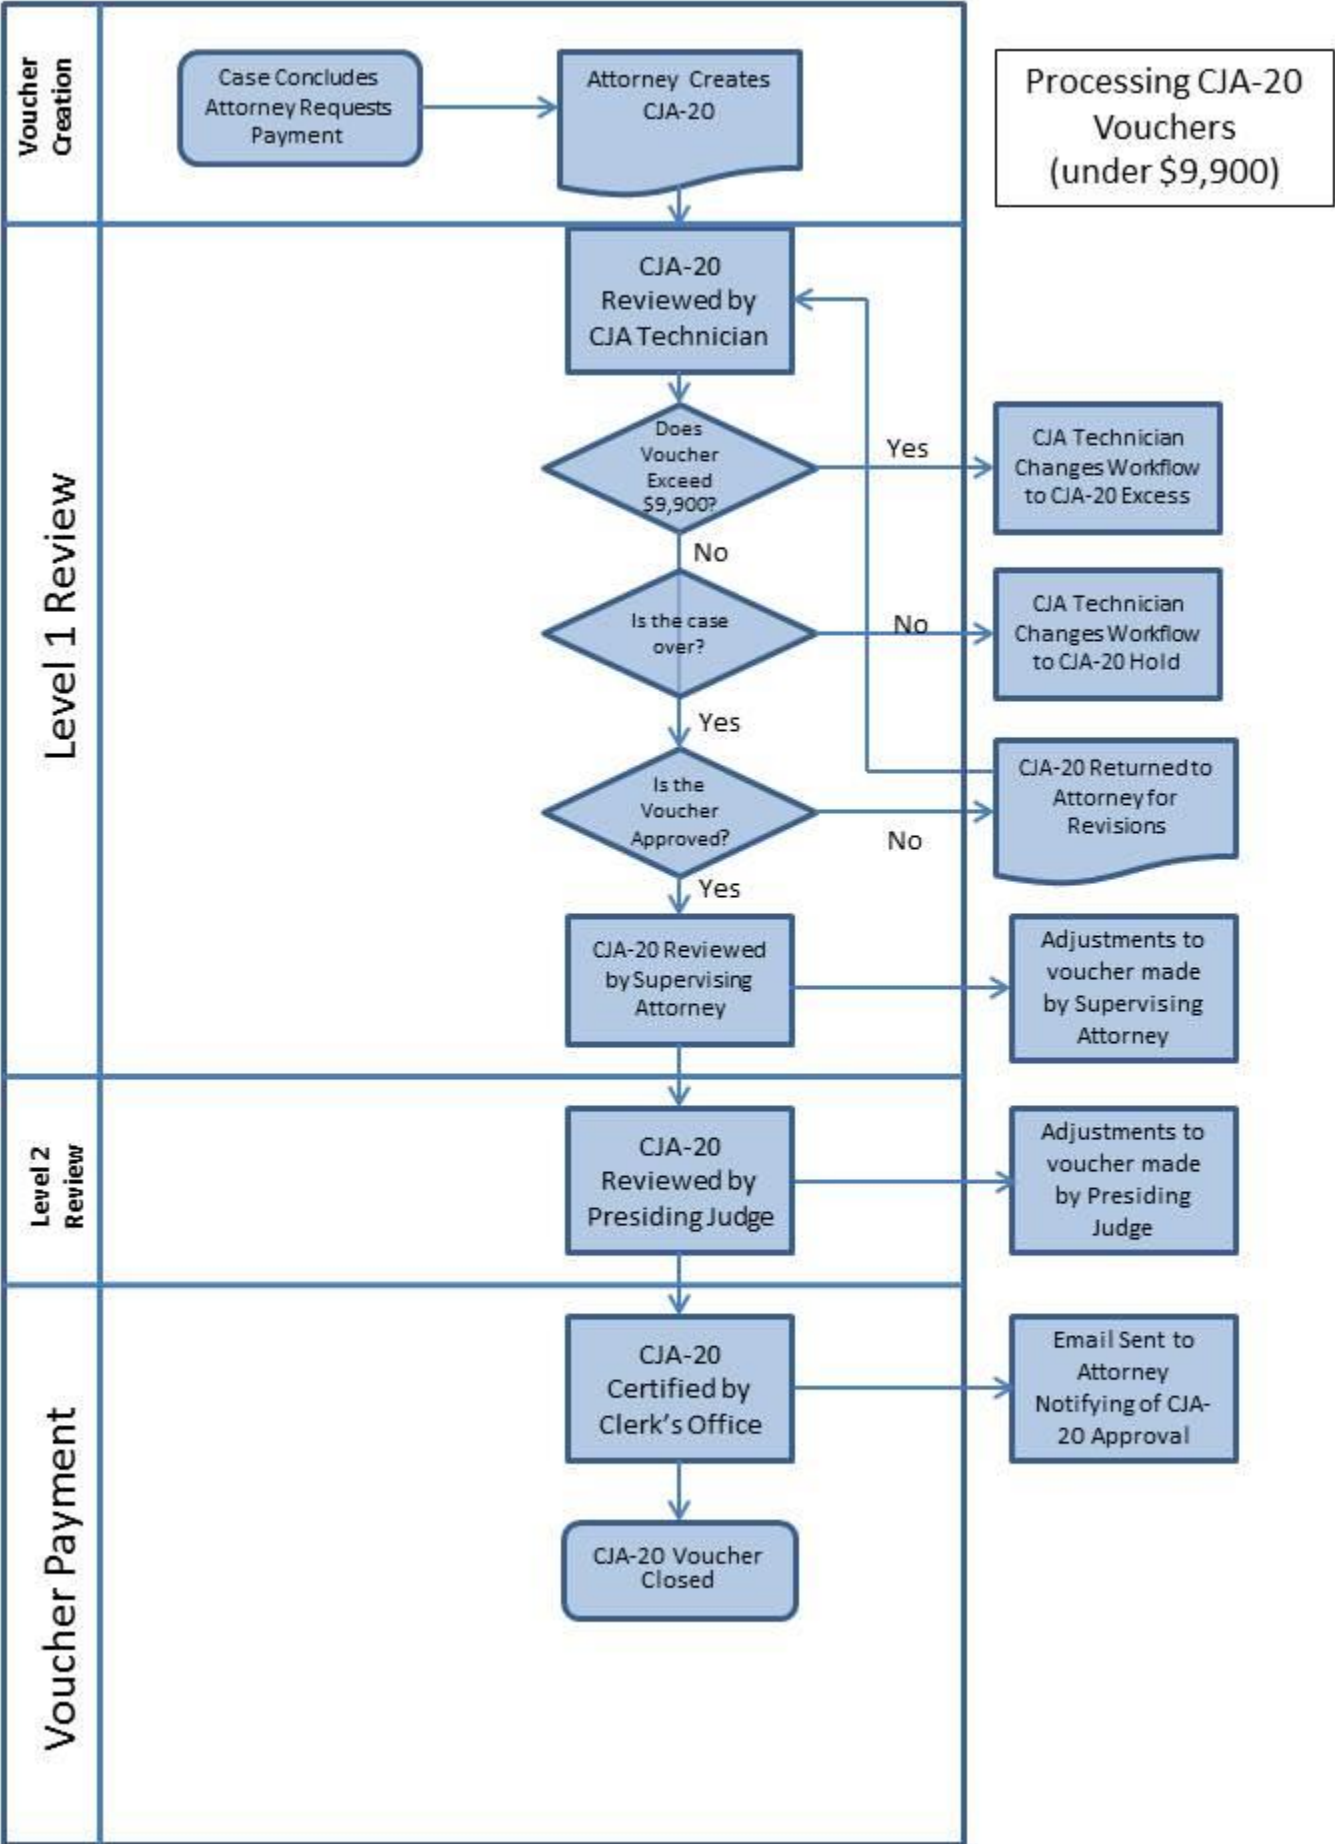 Voucher
Creation
Case Concludes
Attorney Requests
Payment
Attorney Creates
CJA-20
Processing CJA-20
Vouchers
(under $9,900)
Level 1 Review
CJA-20
Reviewed by
CJA Technician
Does
Voucher
Exceed
$9,900?
Yes
CJA Technician
Changes Workflow
to CJA-20 Excess
No
Is the case
over?
No
CJA Technician
Changes Workflow
to CJA-20 Hold
Yes
Is the
Voucher
Approved?
No
CJA-20 Returned to
Attorney for
Revisions
Yes
CJA-20 Reviewed
by Supervising
Attorney
Adjustments to
voucher made
by Supervising
Attorney
Level 2
Review
CJA-20
Reviewed by
Presiding Judge
Adjustments to
voucher made
by Presiding
Judge
Voucher Payment
CJA-20
Certified by
Clerk's Office
Email Sent to
Attorney
Notifying of CJA-
20 Approval
CJA-20 Voucher
Closed